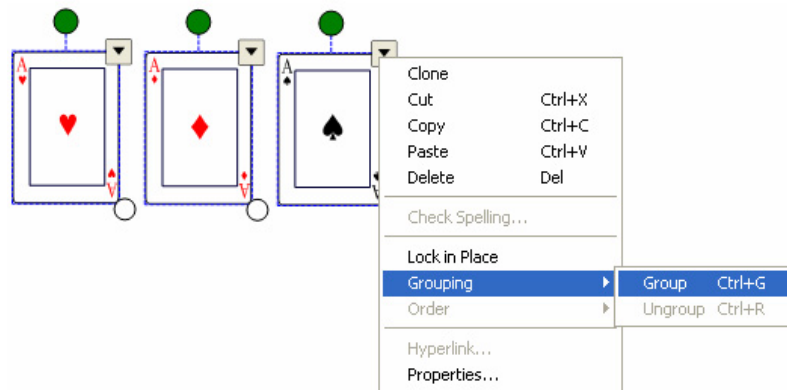 A
A
A
A
A
A
Clone
Cut Ctrl+X
Copy Ctrl+C
Paste Ctrl+V
Delete Del
Check Spelling...
Lock in Place
Grouping
Group Ctrl+G
Order
Ungroup Ctrl+R
Hyperlink...
Properties...